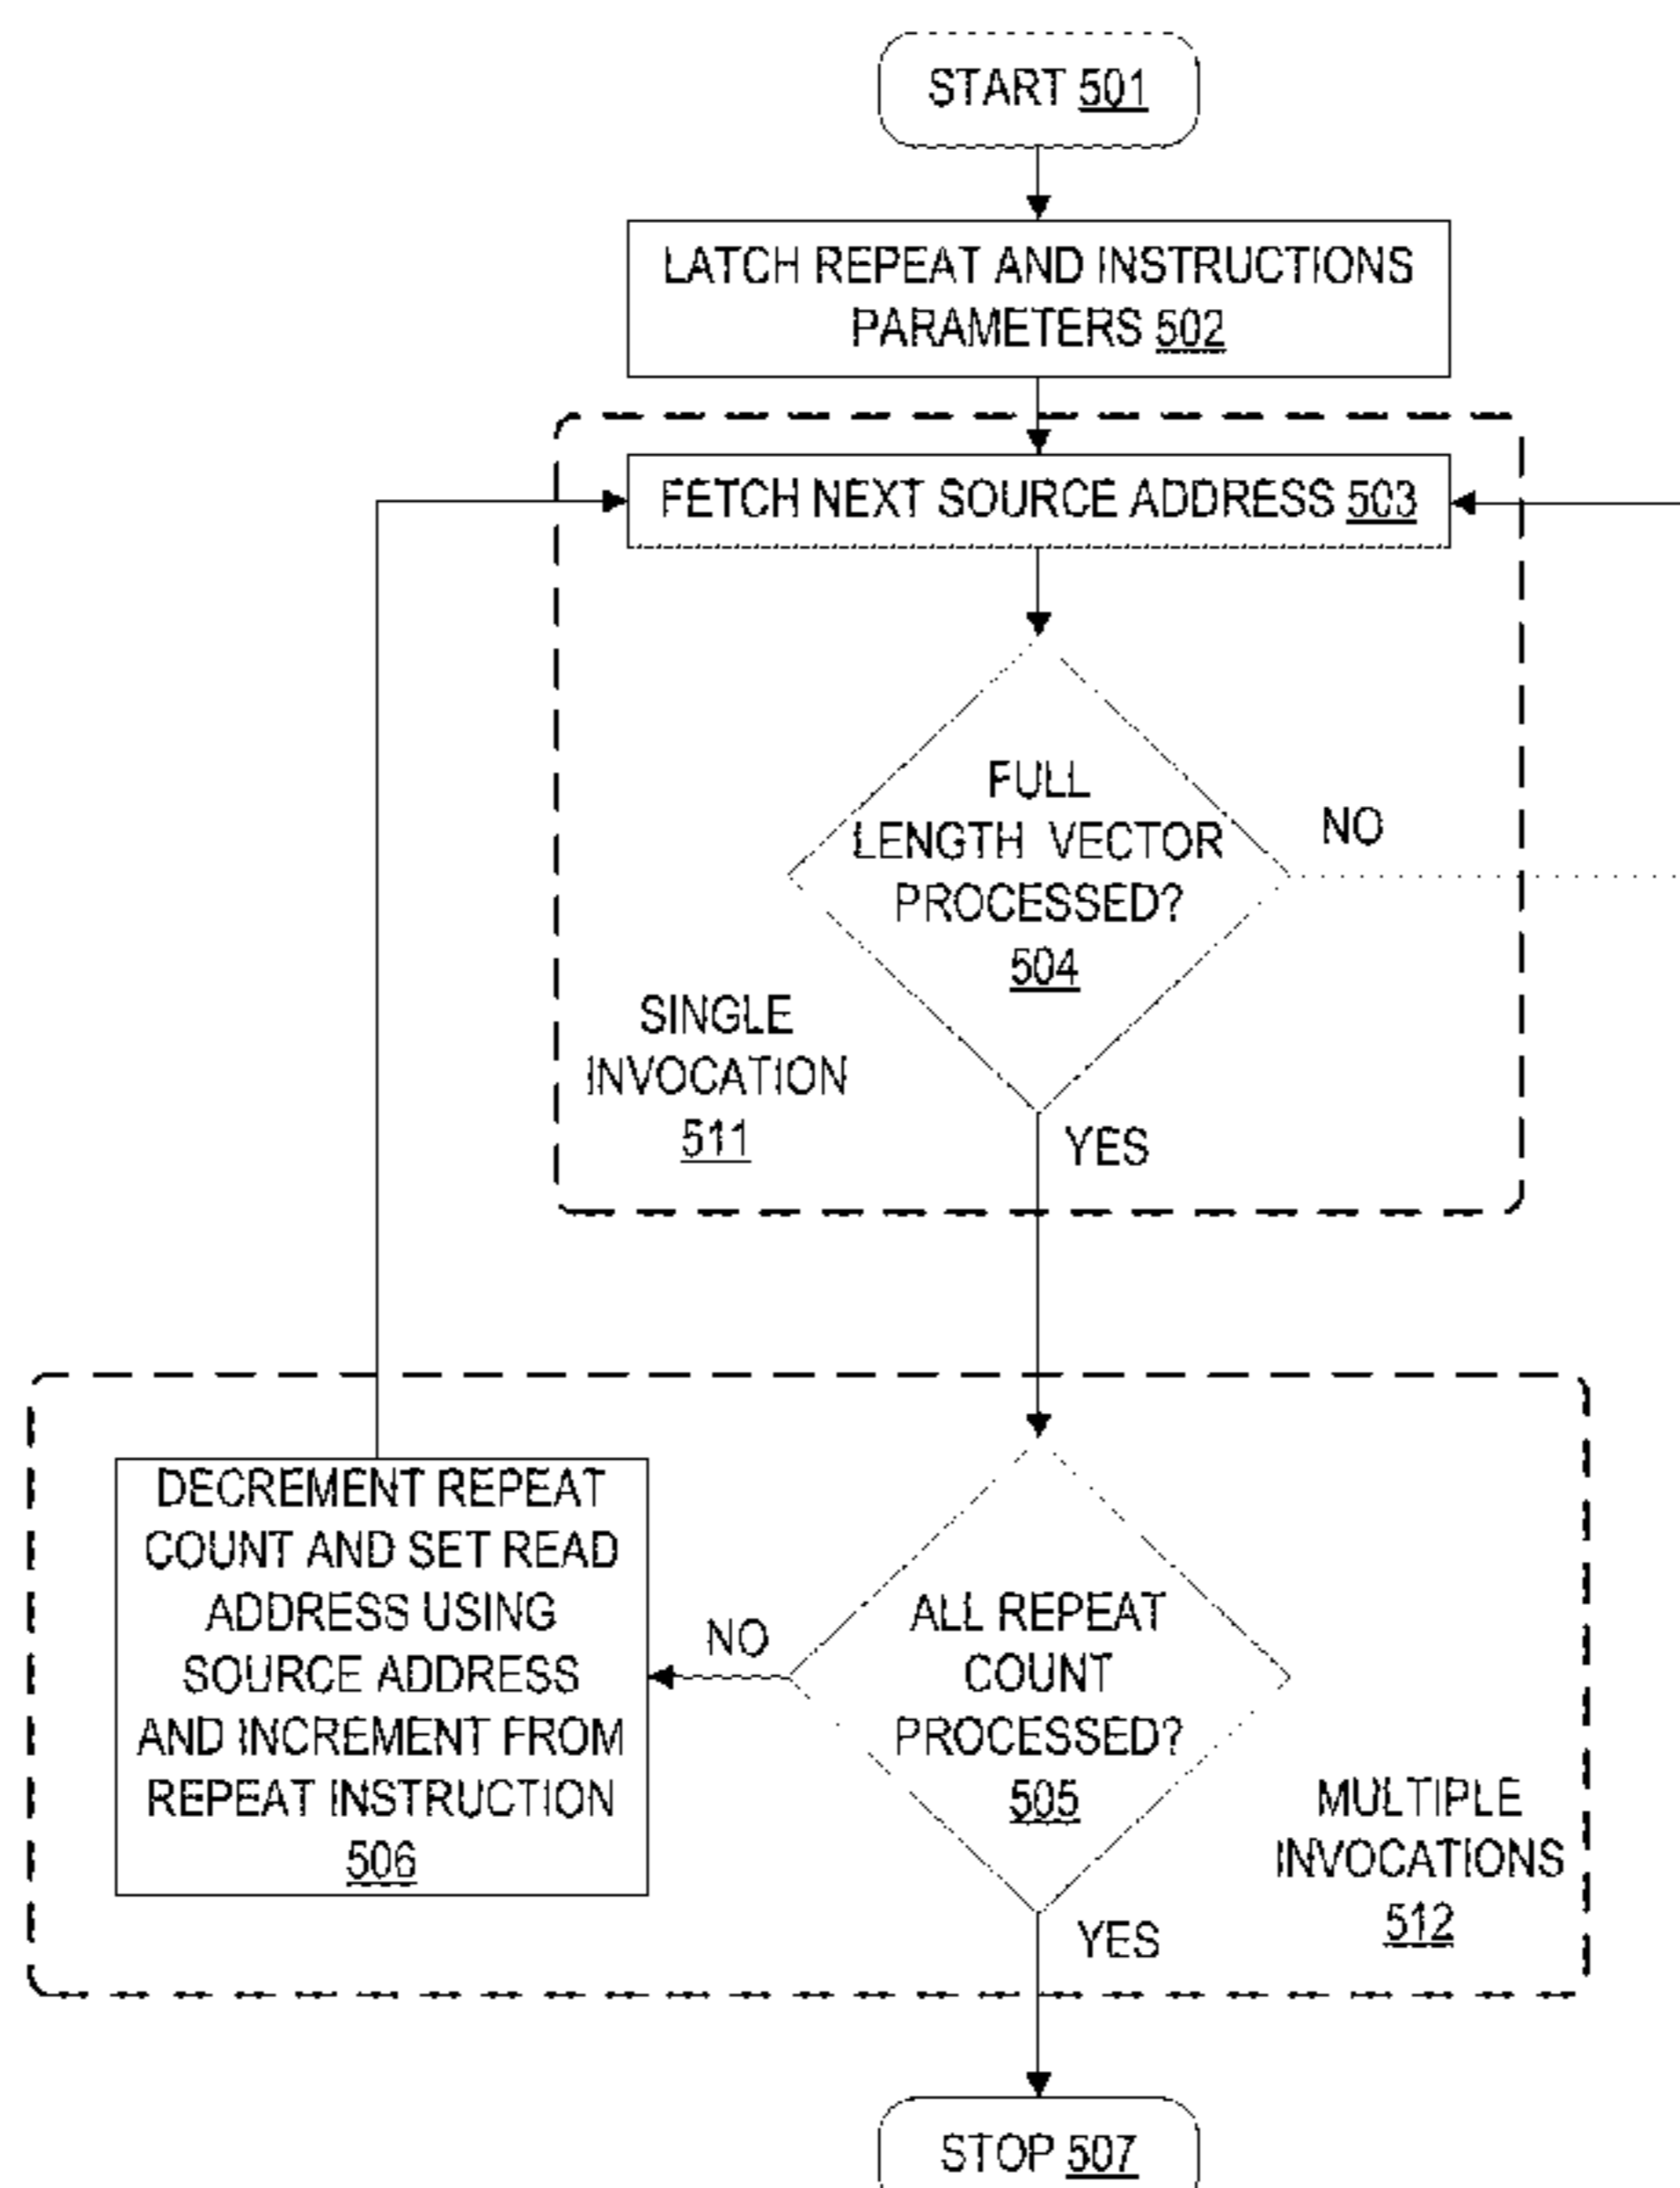 START 501
LATCH REPEAT AND INSTRUCTIONS
PARAMETERS 502
FETCH NEXT SOURCE ADDRESS 503
FULL
LENGTH VECTOR
PROCESSED?
504
NO
SINGLE
INVOCATION
511
YES
DECREMENT REPEAT
COUNT AND SET READ
ADDRESS USING
SOURCE ADDRESS
AND INCREMENT FROM
REPEAT INSTRUCTION
506
NO
ALL REPEAT
COUNT
PROCESSED?
505
MULTIPLE
INVOCATIONS
512
YES
STOP 507